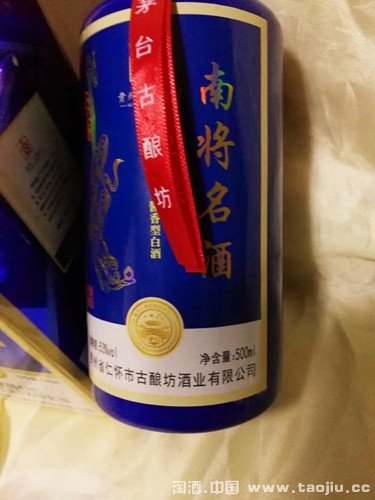 茅台古酿坊
南将名酒
酱香型白酒
净含量:500ml
省仁怀市古酿坊酒业有限公司
淘酒.中国 www.taojiu.cc